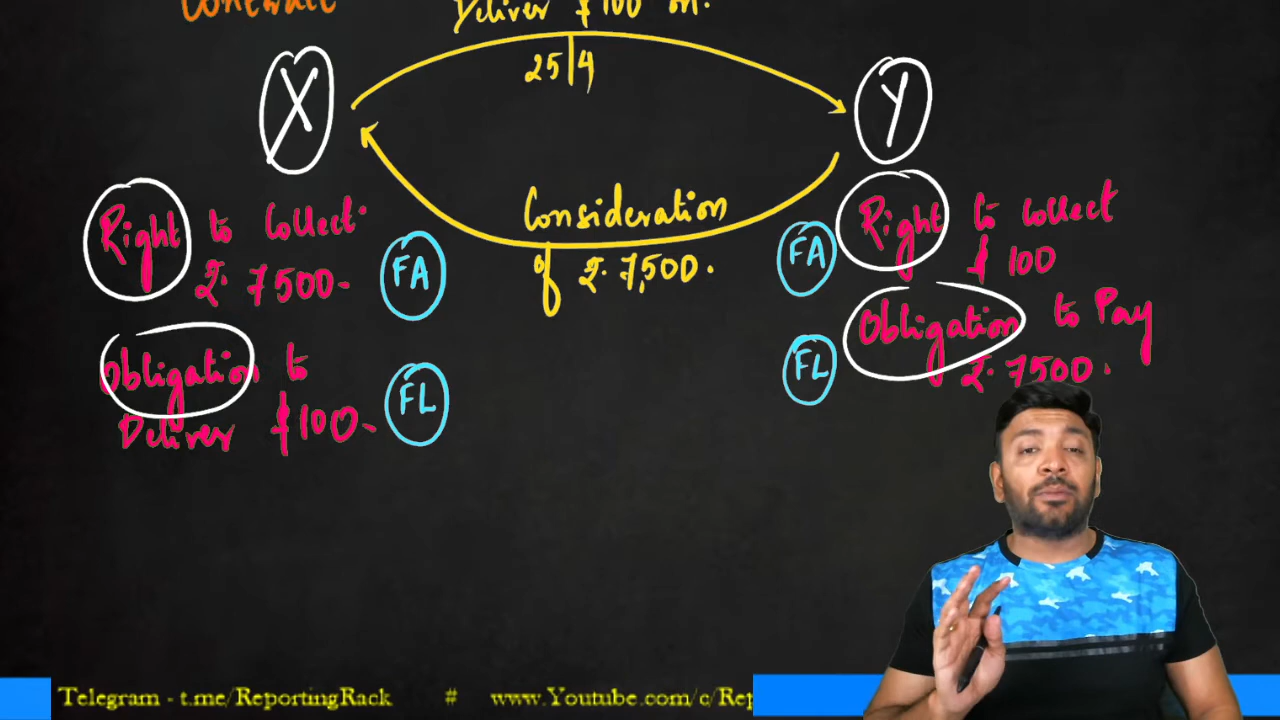 Contract
Deliver $ 100 on.
25/4
X
Y
Right to Collect.
₹. 7500-
FA
Obligation to
Deliver $100-
FL
Consideration
of ₹. 7,500.
FA
Right to collect
$ 100
FL
Obligation to Pay
₹. 7500.
Telegram - t.me/ReportingRack # www.Youtube.com/c/Rep